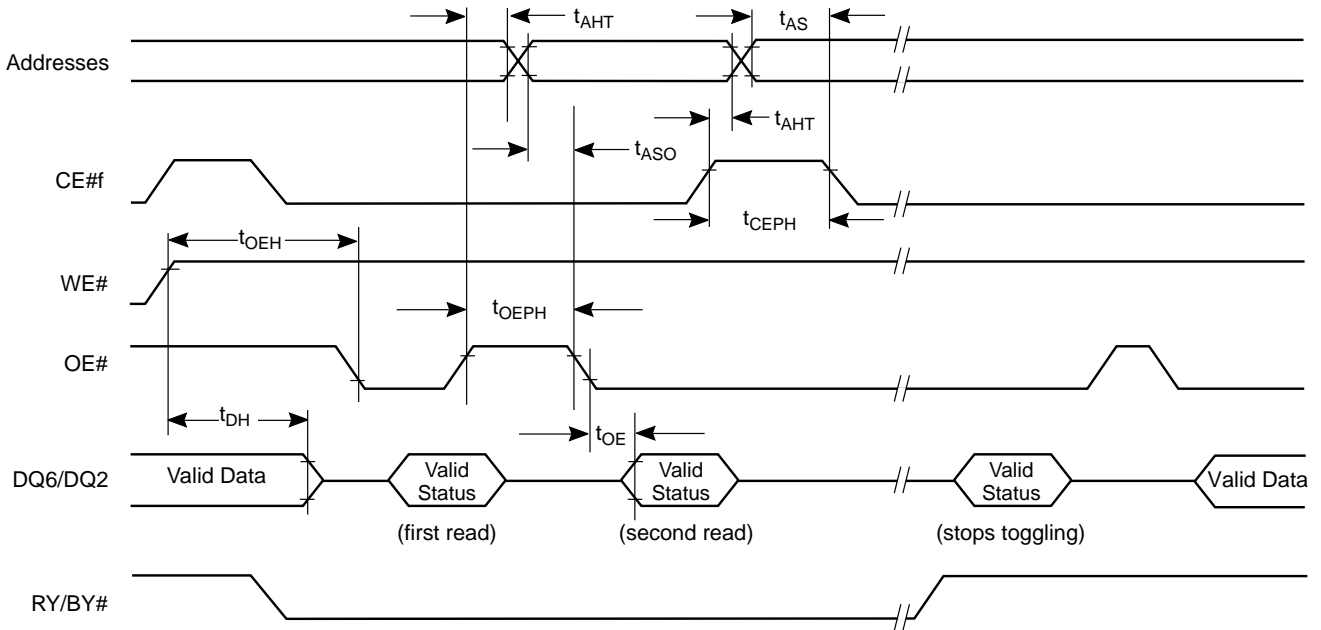 tAHT
tAS
Addresses
tAHT
tASO
CE#f
tCEPH
tOEH
WE#
tOEPH
OE#
tDH
tOE
DQ6/DQ2
Valid Data
Valid
Status
Valid
Status
Valid
Status
Valid Data
(first read)
(second read)
(stops toggling)
RY/BY#